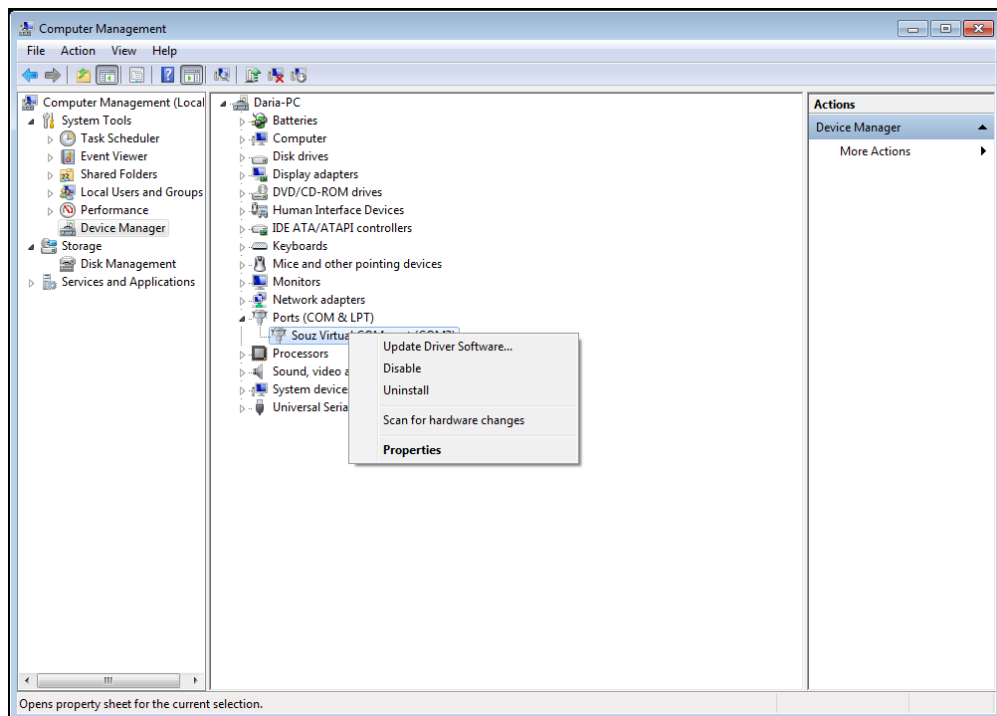 Computer Management
File Action View Help
Computer Management (Local
System Tools
Task Scheduler
Event Viewer
Shared Folders
Local Users and Groups
Performance
Device Manager
Storage
Disk Management
Services and Applications
Daria-PC
Batteries
Computer
Disk drives
Display adapters
DVD/CD-ROM drives
Human Interface Devices
IDE ATA/ATAPI controllers
Keyboards
Mice and other pointing devices
Monitors
Network adapters
Ports (COM & LPT)
Souz Virtual
Processors
Sound, video a
System device
Universal Seria
Update Driver Software...
Disable
Uninstall
Scan for hardware changes
Properties
Actions
Device Manager
More Actions
Opens property sheet for the current selection.